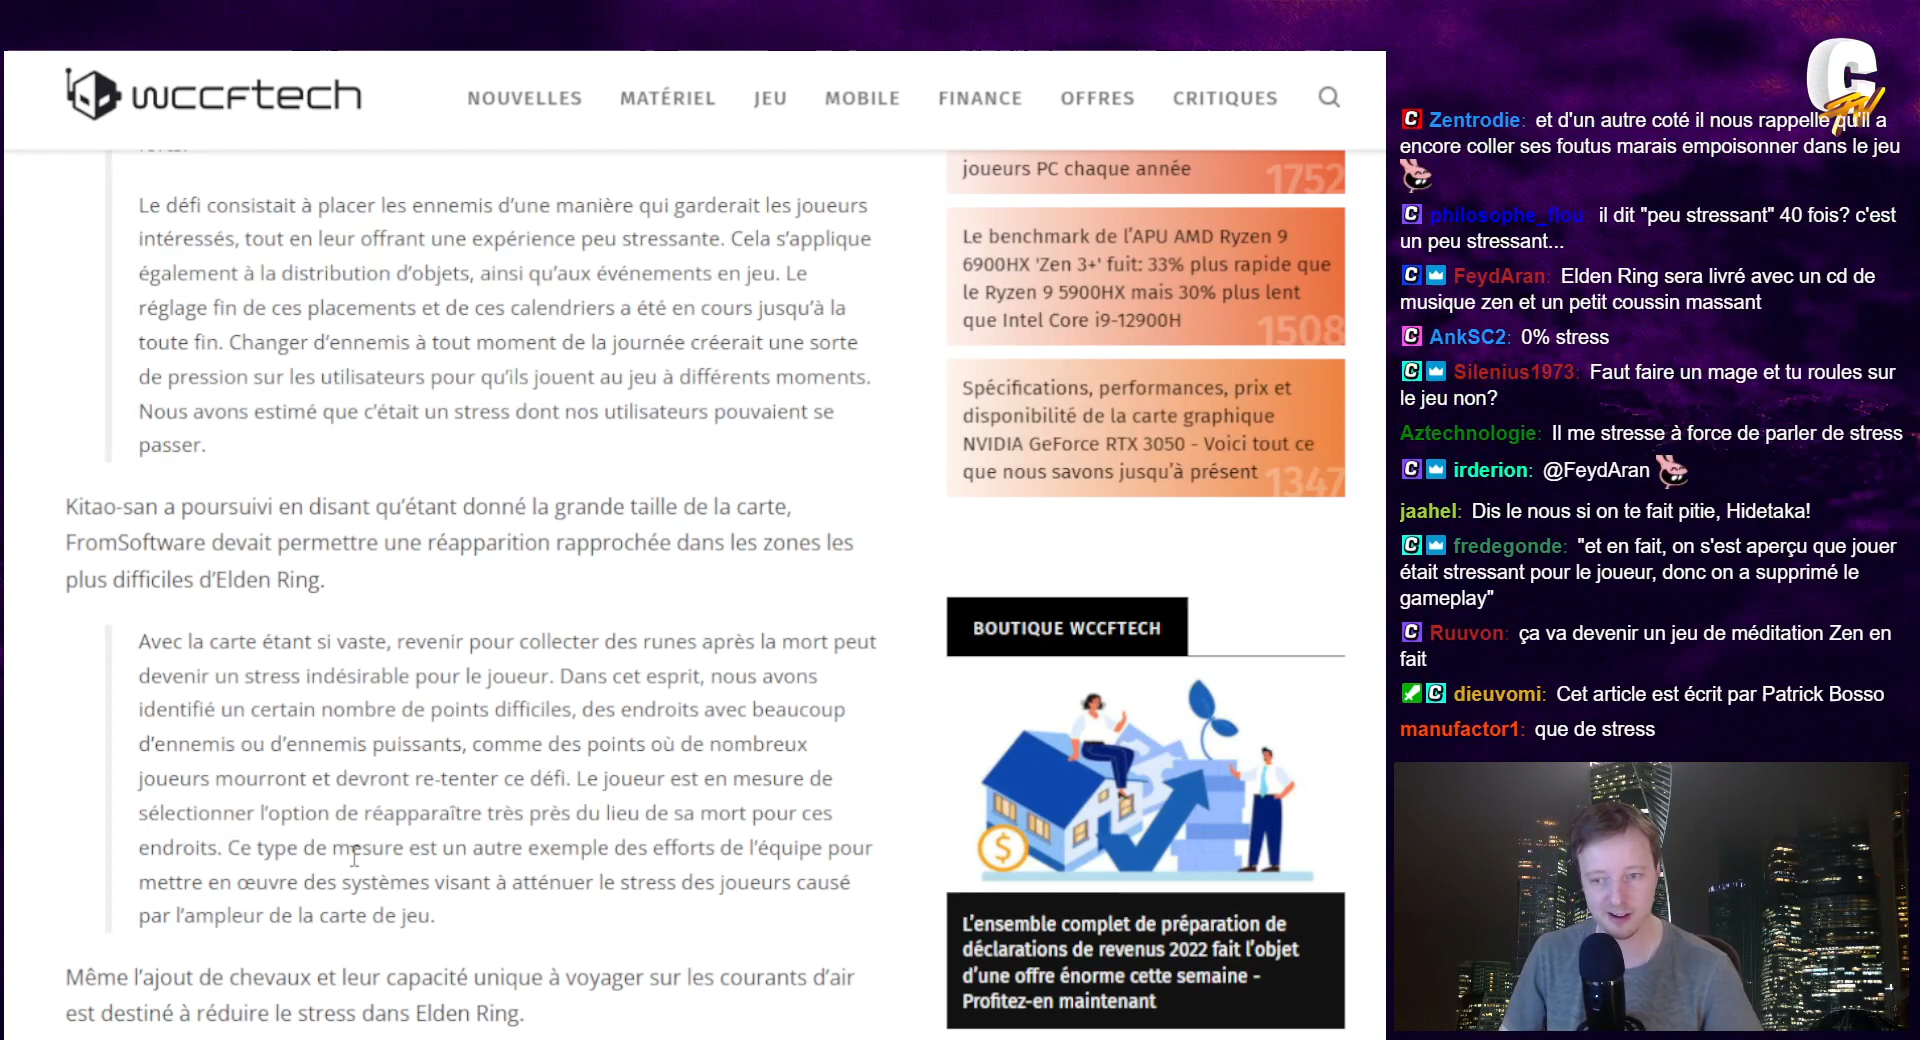 wccftech
NOUVELLES MATÉRIEL JEU MOBILE FINANCE OFFRES CRITIQUES
Le défi consistait à placer les ennemis d'une manière qui garderait les joueurs
intéressés, tout en leur offrant une expérience peu stressante. Cela s'applique
également à la distribution d'objets, ainsi qu'aux événements en jeu. Le
réglage fin de ces placements et de ces calendriers a été en cours jusqu'à la
toute fin. Changer d'ennemis à tout moment de la journée créerait une sorte
de pression sur les utilisateurs pour qu'ils jouent au jeu à différents moments.
Nous avons estimé que c'était un stress dont nos utilisateurs pouvaient se
passer.
Kitao-san a poursuivi en disant qu'étant donné la grande taille de la carte,
FromSoftware devait permettre une réapparition rapprochée dans les zones les
plus difficiles d'Elden Ring.
Avec la carte étant si vaste, revenir pour collecter des runes après la mort peut
devenir un stress indésirable pour le joueur. Dans cet esprit, nous avons
identifié un certain nombre de points difficiles, des endroits avec beaucoup
d'ennemis ou d'ennemis puissants, comme des points où de nombreux
joueurs mourront et devront re-tenter ce défi. Le joueur est en mesure de
sélectionner l'option de réapparaître très près du lieu de sa mort pour ces
endroits. Ce type de mesure est un autre exemple des efforts de l'équipe pour
mettre en œuvre des systèmes visant à atténuer le stress des joueurs causé
par l'ampleur de la carte de jeu.
Même l'ajout de chevaux et leur capacité unique à voyager sur les courants d'air
est destiné à réduire le stress dans Elden Ring.
joueurs PC chaque année
1752
Le benchmark de l'APU AMD Ryzen 9
6900HX 'Zen 3+' fuit: 33% plus rapide que
le Ryzen 9 5900HX mais 30% plus lent
que Intel Core i9-12900H
1508
Spécifications, performances, prix et
disponibilité de la carte graphique
NVIDIA GeForce RTX 3050 - Voici tout ce
que nous savons jusqu'à présent
1347
BOUTIQUE WCCFTECH
L'ensemble complet de préparation de
déclarations de revenus 2022 fait l'objet
d'une offre énorme cette semaine -
Profitez-en maintenant
Zentrodie: et d'un autre coté il nous rappelle qu'il a
encore coller ses foutus marais empoisonner dans le jeu
philosophe_flou: il dit "peu stressant" 40 fois? c'est
un peu stressant...
FeydAran: Elden Ring sera livré avec un cd de
musique zen et un petit coussin massant
AnkSC2: 0% stress
Silenius1973: Faut faire un mage et tu roules sur
le jeu non?
Aztechnologie: Il me stresse à force de parler de stress
irderion: @FeydAran
jaahel: Dis le nous si on te fait pitie, Hidetaka!
fredegonde: "et en fait, on s'est aperçu que jouer
était stressant pour le joueur, donc on a supprimé le
gameplay"
Ruuvon: ça va devenir un jeu de méditation Zen en
fait
dieuvomi: Cet article est écrit par Patrick Bosso
manufactor1: que de stress